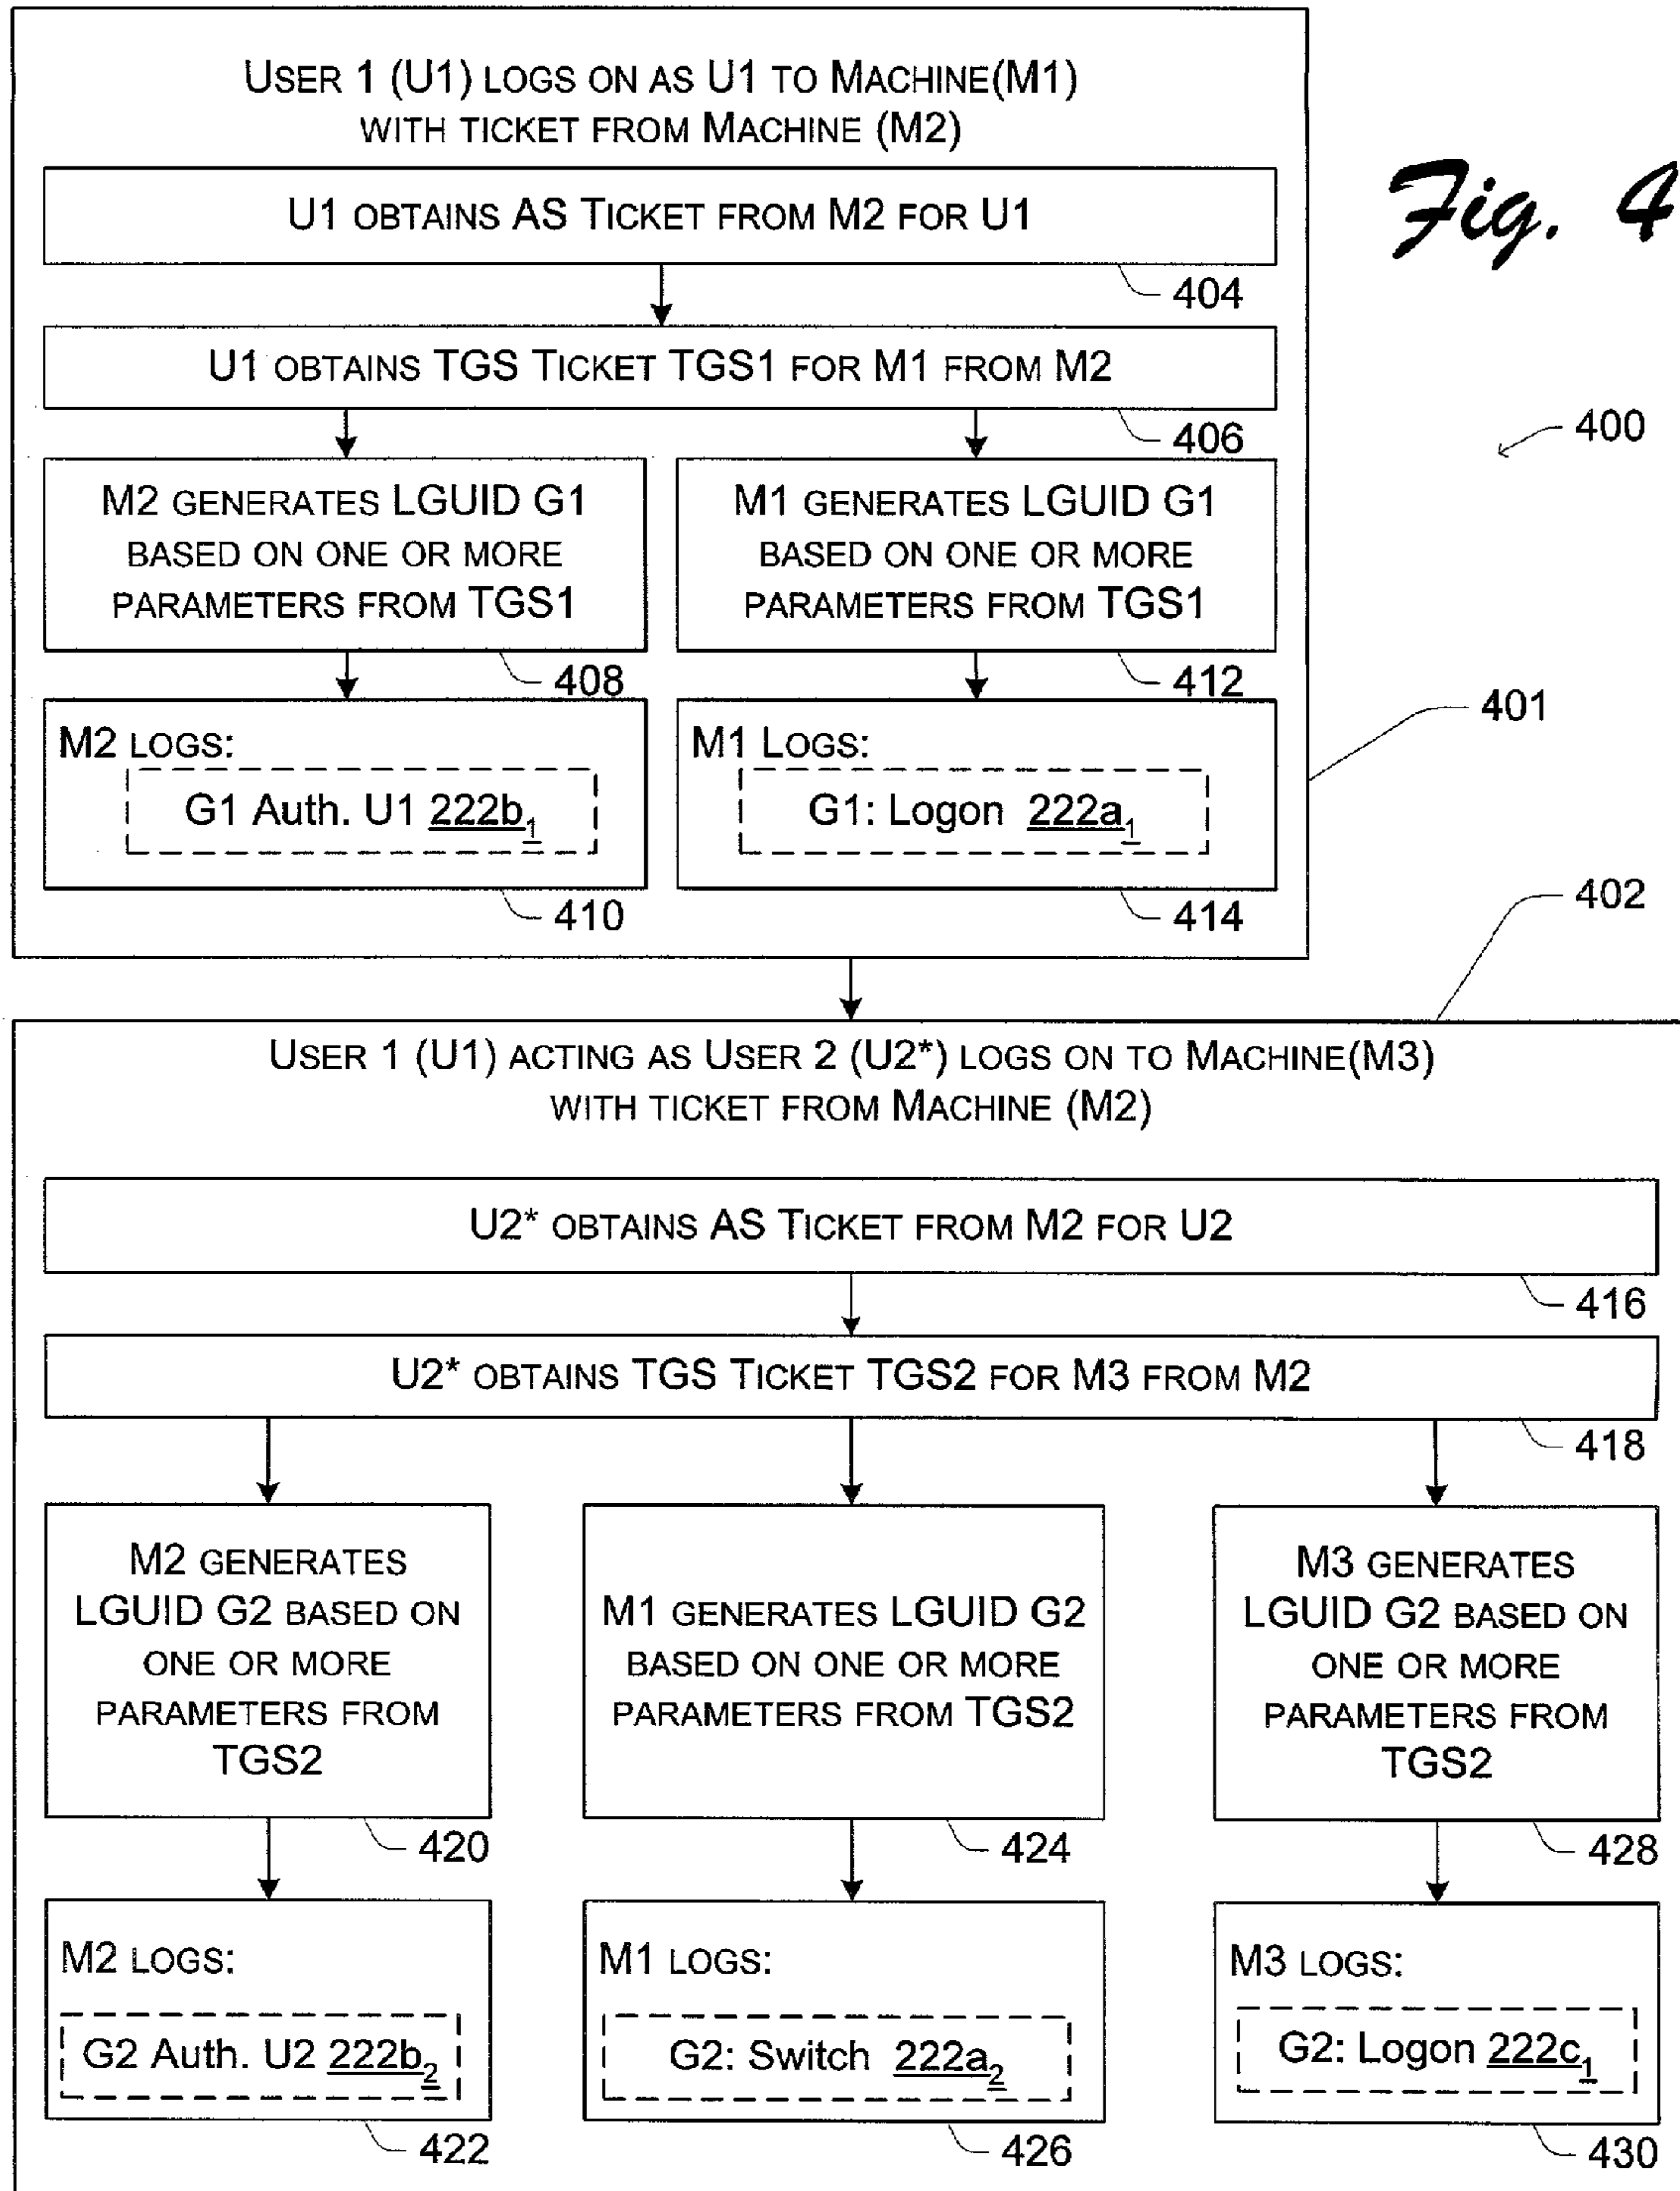 USER 1 (U1) LOGS ON AS U1 TO MACHINE(M1)
WITH TICKET FROM MACHINE (M2)
Fig. 4
U1 OBTAINS AS TICKET FROM M2 FOR U1
404
U1 OBTAINS TGS TICKET TGS1 FOR M1 FROM M2
406
400
M2 GENERATES LGUID G1
BASED ON ONE OR MORE
PARAMETERS FROM TGS1
408
M1 GENERATES LGUID G1
BASED ON ONE OR MORE
PARAMETERS FROM TGS1
412
401
M2 LOGS:
G1 Auth. U1 222b1
410
M1 LOGS:
G1: Logon 222a1
414
402
USER 1 (U1) ACTING AS USER 2 (U2*) LOGS ON TO MACHINE(M3)
WITH TICKET FROM MACHINE (M2)
U2* OBTAINS AS TICKET FROM M2 FOR U2
416
U2* OBTAINS TGS TICKET TGS2 FOR M3 FROM M2
418
M2 GENERATES
LGUID G2 BASED ON
ONE OR MORE
PARAMETERS FROM
TGS2
420
M1 GENERATES LGUID G2
BASED ON ONE OR MORE
PARAMETERS FROM TGS2
424
M3 GENERATES
LGUID G2 BASED ON
ONE OR MORE
PARAMETERS FROM
TGS2
428
M2 LOGS:
G2 Auth. U2 222b2
422
M1 LOGS:
G2: Switch 222a2
426
M3 LOGS:
G2: Logon 222c1
430